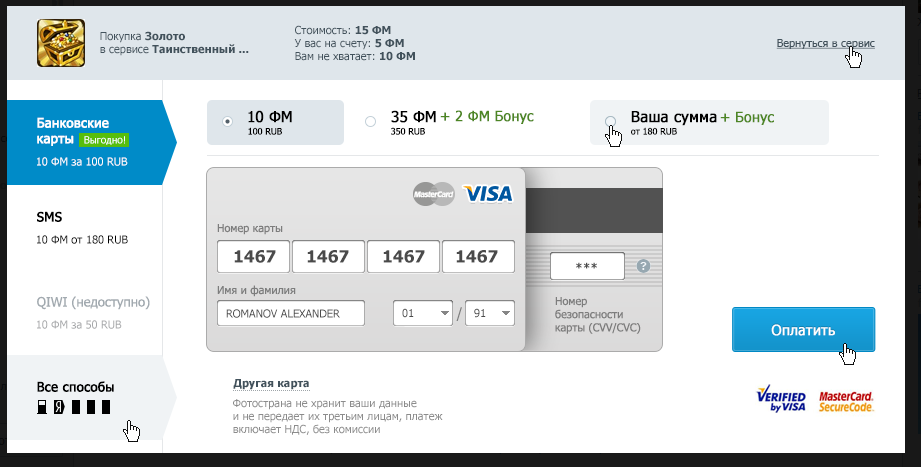 Покупка Золото
в сервисе Таинственный ...
Стоимость: 15 ФМ
У вас на счету: 5 ФМ
Вам не хватает: 10 ФМ
Вернуться в сервис
Банковские
карты Выгодно!
10 ФМ за 100 RUB
SMS
10 ФМ от 180 RUB
QIWI (недоступно)
10 ФМ за 50 RUB
Все способы
Я
10 ФМ
100 RUB
35 ФМ + 2 ФМ Бонус
350 RUB
Ваша сумма + Бонус
от 180 RUB
MasterCard VISA
Номер карты
1467 1467 1467 1467
Имя и фамилия
ROMANOV ALEXANDER 01 / 91
*** ?
Номер
безопасности
карты (CVV/CVC)
Оплатить
Другая карта
Фотострана не хранит ваши данные
и не передает их третьим лицам, платеж
включает НДС, без комиссии
VERIFIED
by VISA
MasterCard.
SecureCode.